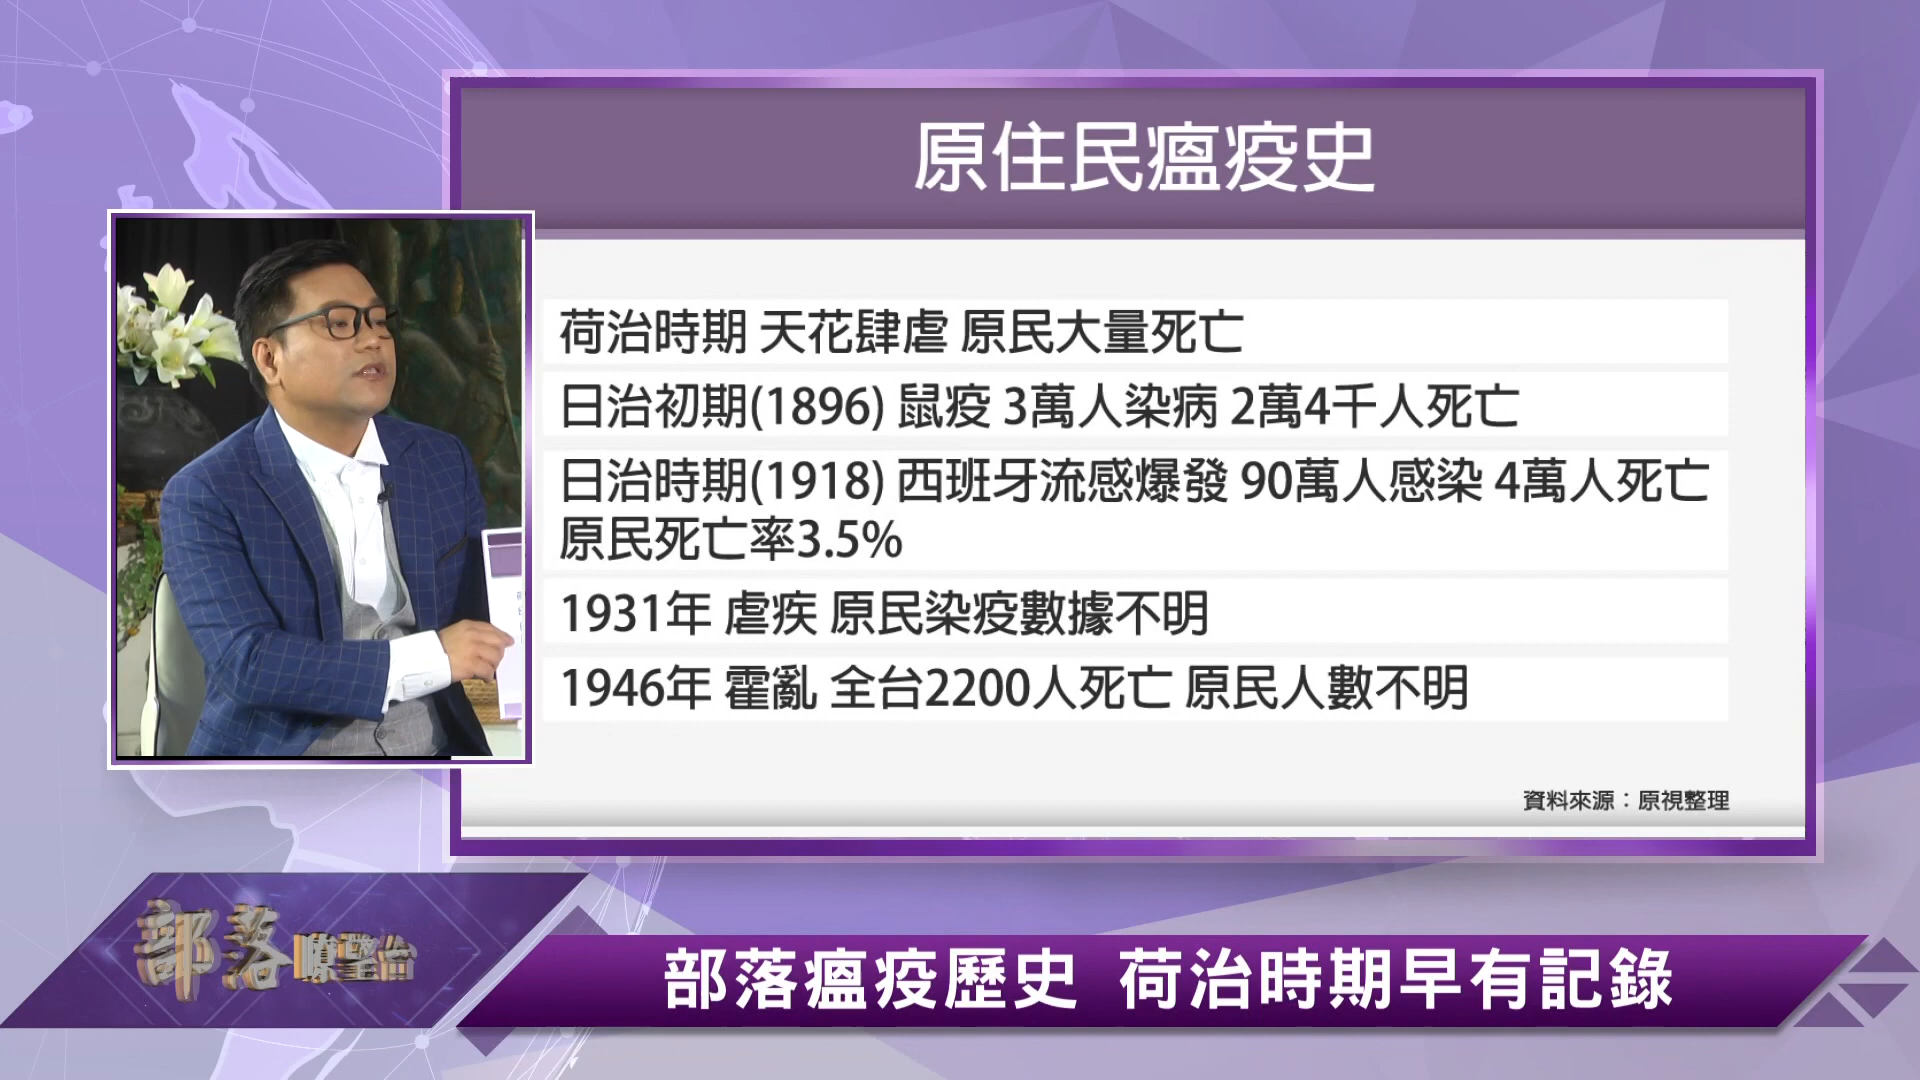 原住民瘟疫史
荷治時期 天花肆虐 原民大量死亡
日治初期(1896) 鼠疫 3萬人染病 2萬4千人死亡
日治時期(1918) 西班牙流感爆發 90萬人感染 4萬人死亡
原民死亡率3.5%
1931年 虐疾 原民染疫數據不明
1946年 霍亂 全台2200人死亡 原民人數不明
資料來源：原視整理
部落瞭望台
部落瘟疫歷史 荷治時期早有記錄